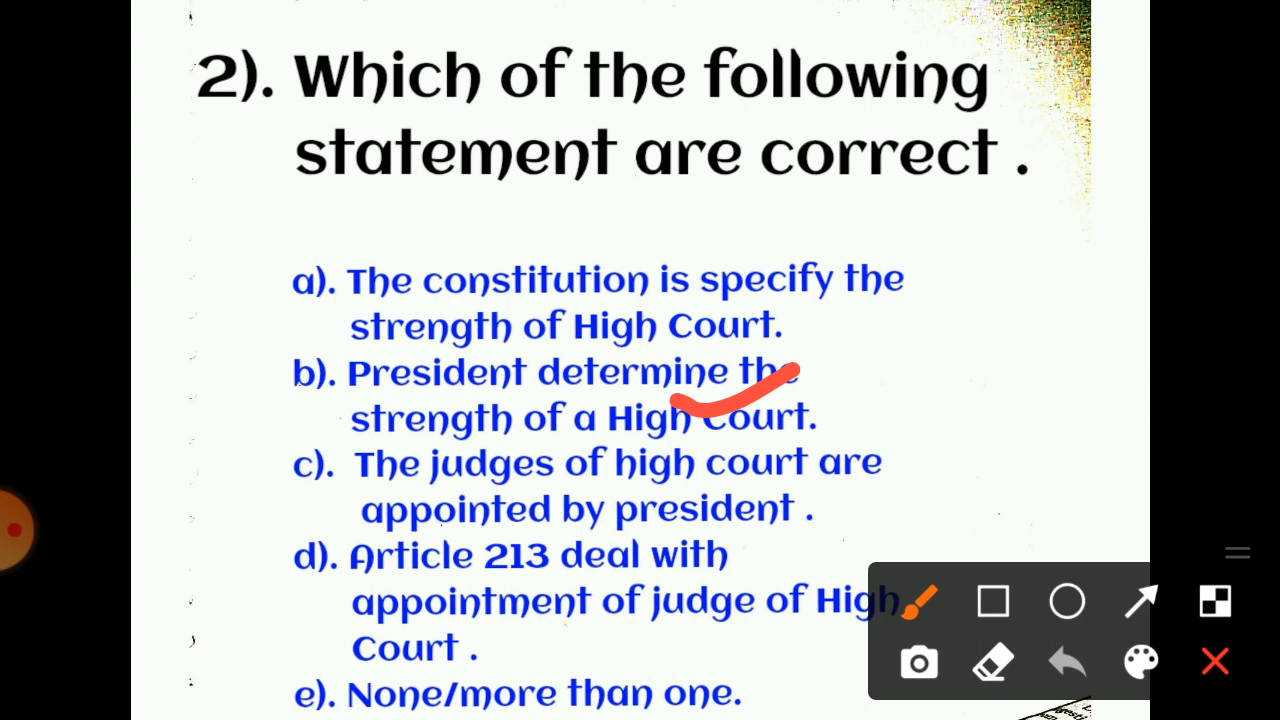 2). Which of the following
statement are correct .
a). The constitution is specify the
strength of High Court.
b). President determine the
strength of a High Court.
c). The judges of high court are
appointed by president .
d). Article 213 deal with
appointment of judge of High
Court .
e). None/more than one.